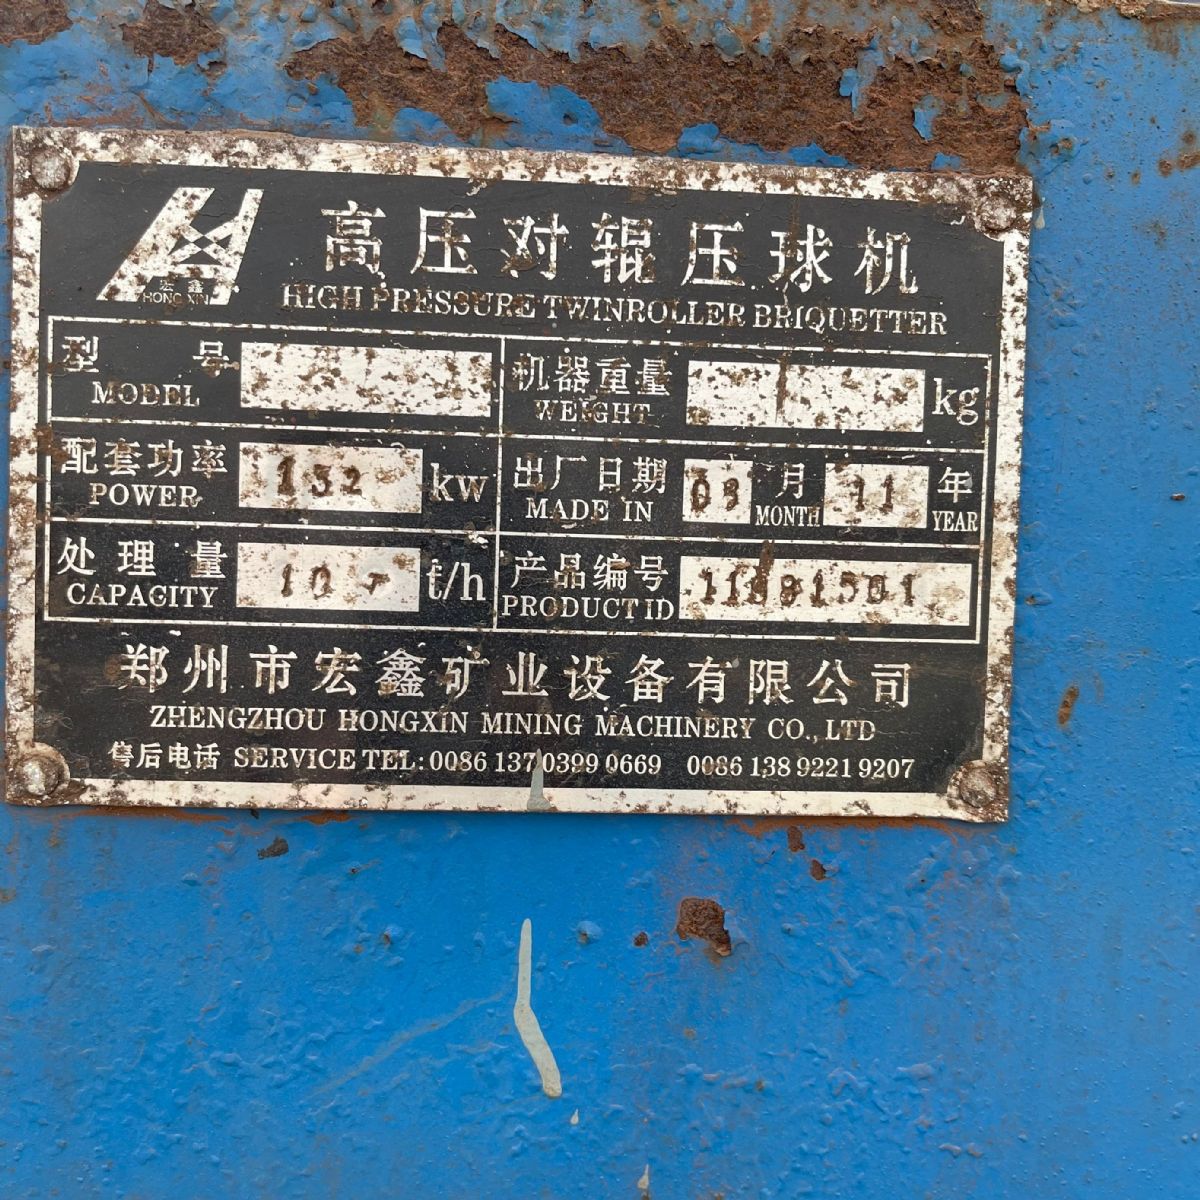 宏鑫
HONG XIN
高压对辊压球机
HIGH PRESSURE TWINROLLER BRIQUETTER
型号
MODEL
机器重量
WEIGHT
kg
配套功率
POWER
132
kw
出厂日期
MADE IN
03
月
MONTH
11
年
YEAR
处理量
CAPACITY
10
t/h
产品编号
PRODUCT ID
郑州市宏鑫矿业设备有限公司
ZHENGZHOU HONGXIN MINING MACHINERY CO., LTD
售后电话 SERVICE TEL: 0086 137 0399 0669 0086 138 9221 9207